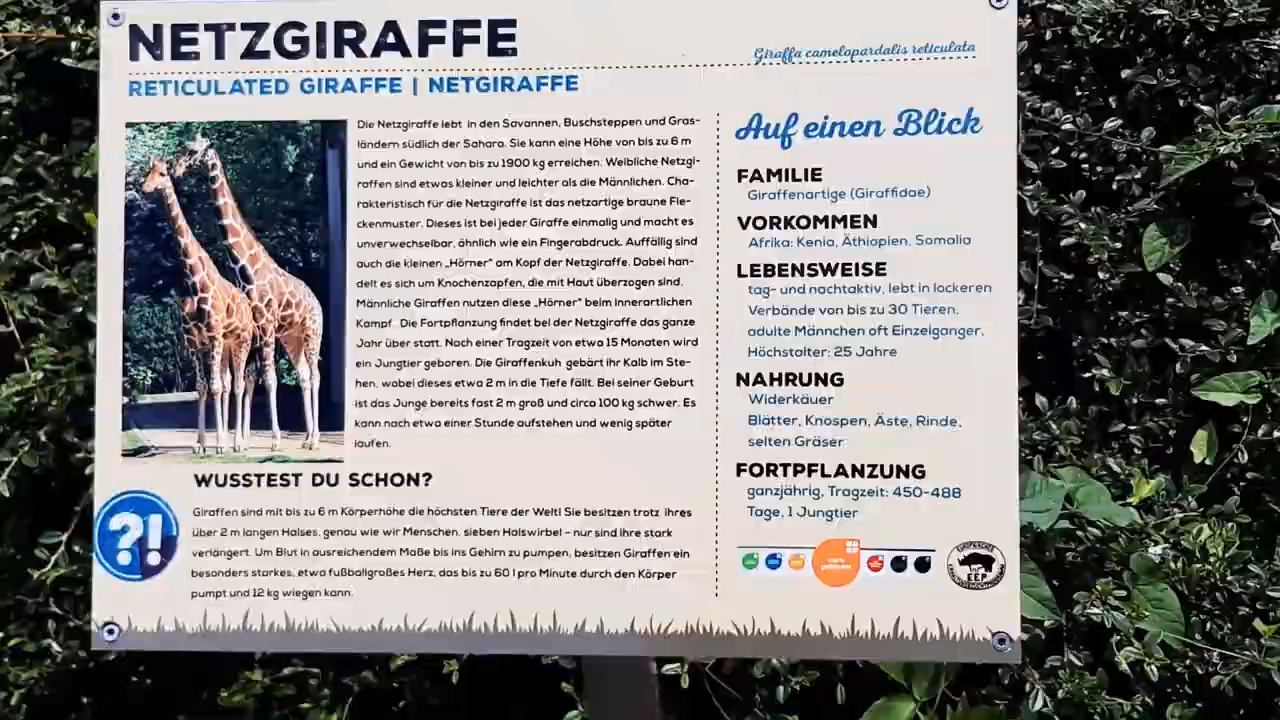 NETZGIRAFFE
Giraffa camelopardalis reticulata
RETICULATED GIRAFFE | NETGIRAFFE
Die Netzgiraffe lebt in den Savannen, Buschsteppen und Gras-
ländern südlich der Sahara. Sie kann eine Höhe von bis zu 6 m
und ein Gewicht von bis zu 1900 kg erreichen. Weibliche Netzgi-
raffen sind etwas kleiner und leichter als die Männlichen. Cha-
rakteristisch für die Netzgiraffe ist das netzartige braune Fle-
ckenmuster. Dieses ist bei jeder Giraffe einmalig und macht es
unverwechselbar, ähnlich wie ein Fingerabdruck. Auffällig sind
auch die kleinen „Hörner" am Kopf der Netzgiraffe. Dabei han-
delt es sich um Knochenzapfen, die mit Haut überzogen sind.
Männliche Giraffen nutzen diese „Hörner" beim innerartlichen
Kampf. Die Fortpflanzung findet bei der Netzgiraffe das ganze
Jahr über statt. Nach einer Tragzeit von etwa 15 Monaten wird
ein Jungtier geboren. Die Giraffenkuh gebärt ihr Kalb im Ste-
hen, wobei dieses etwa 2 m in die Tiefe fällt. Bei seiner Geburt
ist das Junge bereits fast 2 m groß und circa 100 kg schwer. Es
kann nach etwa einer Stunde aufstehen und wenig später
laufen.
WUSSTEST DU SCHON?
?!
Giraffen sind mit bis zu 6 m Körperhöhe die höchsten Tiere der Welt! Sie besitzen trotz ihres
über 2 m langen Halses, genau wie wir Menschen, sieben Halswirbel – nur sind ihre stark
verlängert. Um Blut in ausreichendem Maße bis ins Gehirn zu pumpen, besitzen Giraffen ein
besonders starkes, etwa fußballgroßes Herz, das bis zu 60 l pro Minute durch den Körper
pumpt und 12 kg wiegen kann.
Auf einen Blick
FAMILIE
Giraffenartige (Giraffidae)
VORKOMMEN
Afrika: Kenia, Äthiopien, Somalia
LEBENSWEISE
tag- und nachtaktiv, lebt in lockeren
Verbände von bis zu 30 Tieren,
adulte Männchen oft Einzelgänger,
Höchstalter: 25 Jahre
NAHRUNG
Widerkäuer
Blätter, Knospen, Äste, Rinde,
selten Gräser
FORTPFLANZUNG
ganzjährig, Tragzeit: 450-488
Tage, 1 Jungtier
EEP